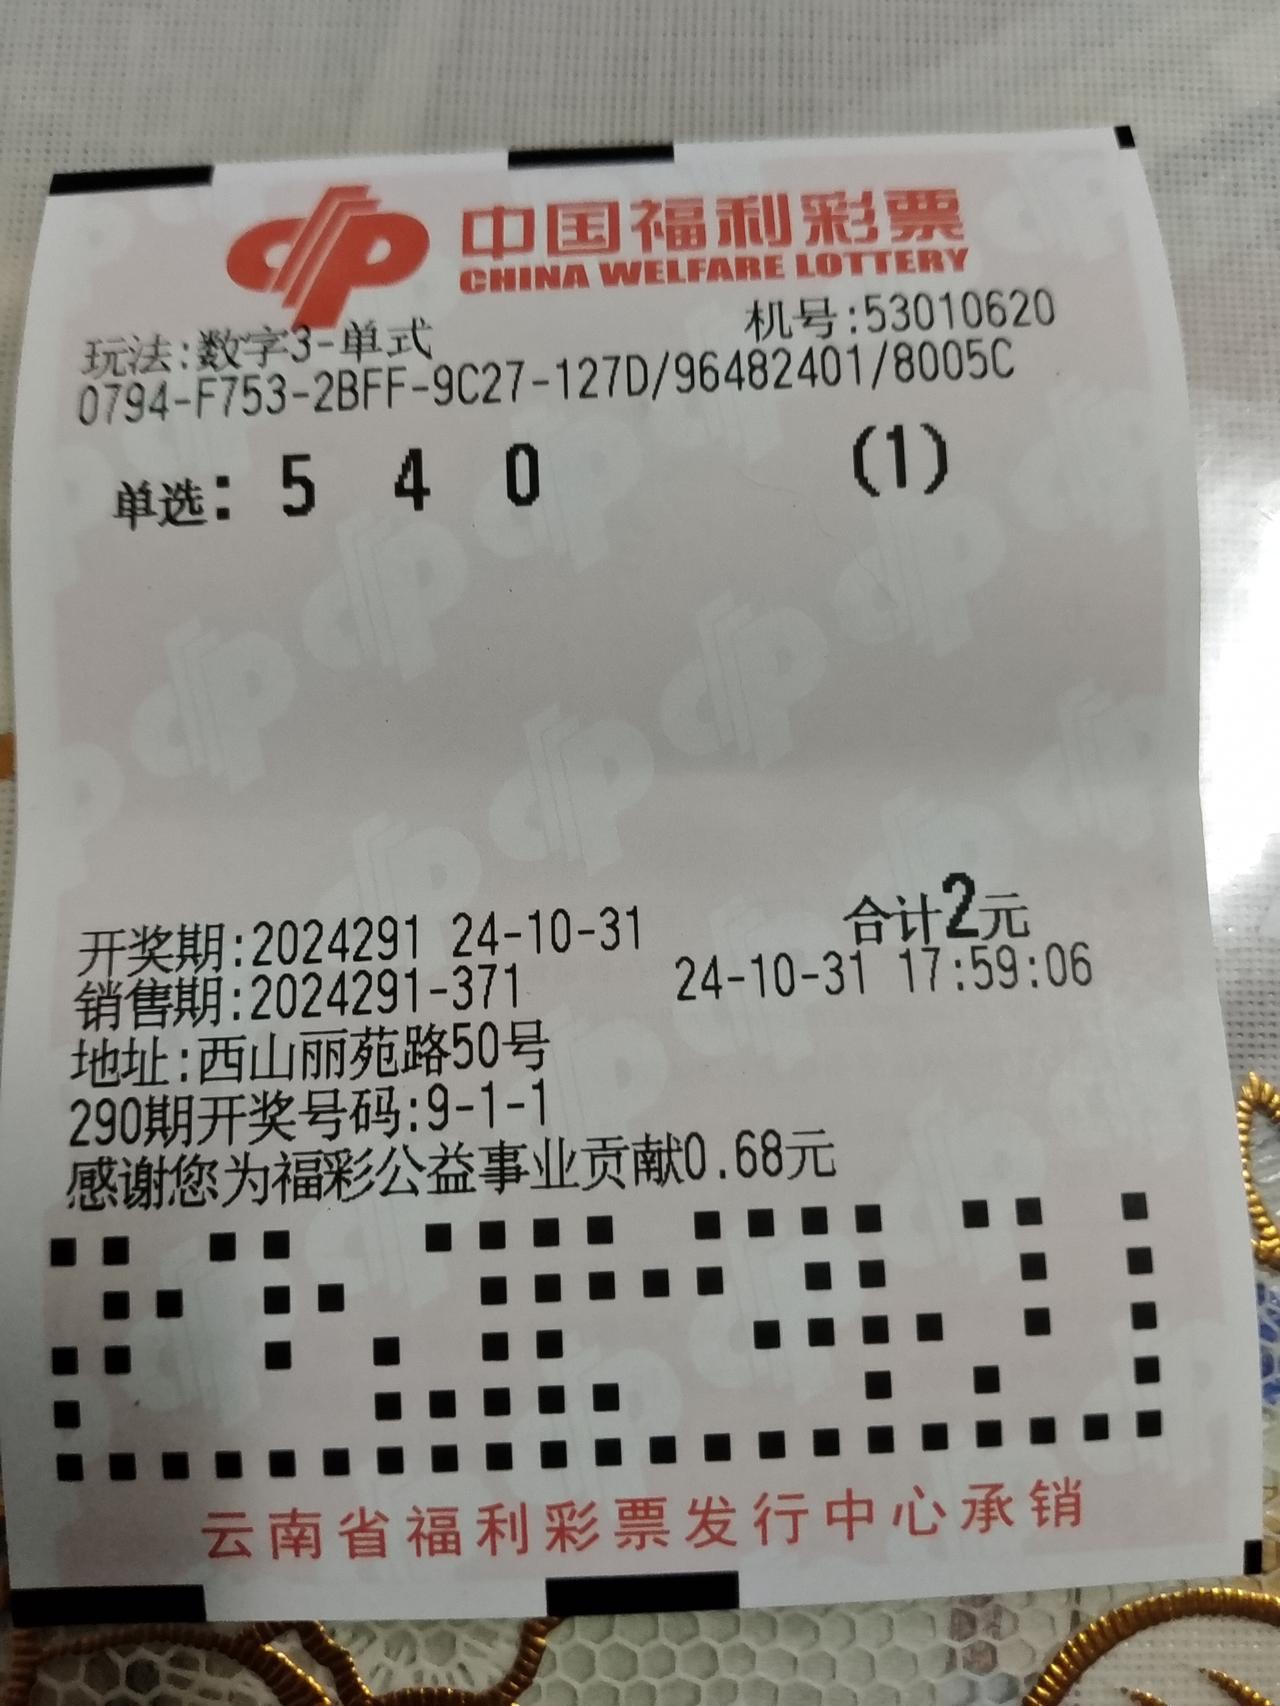 中国福利彩票
CHINA WELFARE LOTTERY
机号:53010620
玩法:数字3-单式
0794-F753-2BFF-9C27-127D/96482401/8005C
单选: 5 4 0 (1)
合计2元
开奖期:2024291 24-10-31
销售期:2024291-371 24-10-31 17:59:06
地址:西山丽苑路50号
290期开奖号码:9-1-1
感谢您为福彩公益事业贡献0.68元
云南省福利彩票发行中心承销